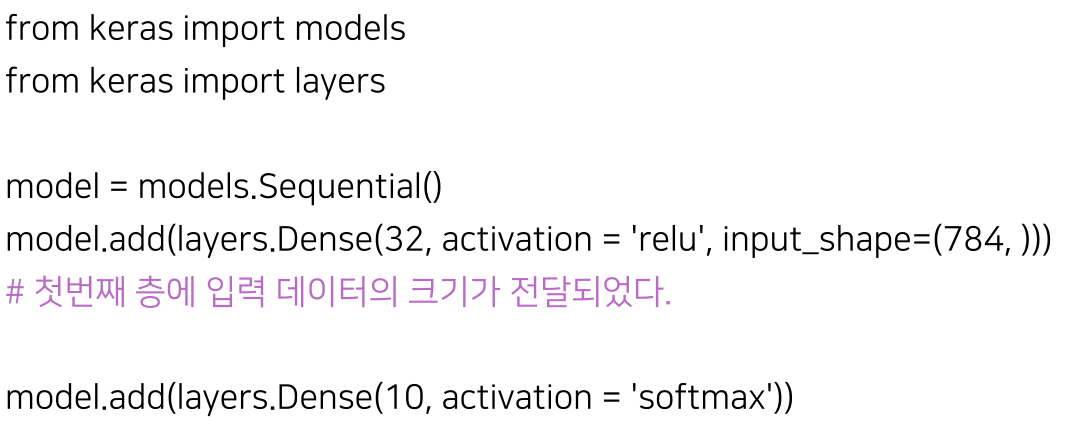 from keras import models
from keras import layers
model = models.Sequential()
model.add(layers.Dense(32, activation = 'relu', input_shape=(784, )))
# 첫번째 층에 입력 데이터의 크기가 전달되었다.
model.add(layers.Dense(10, activation = 'softmax'))